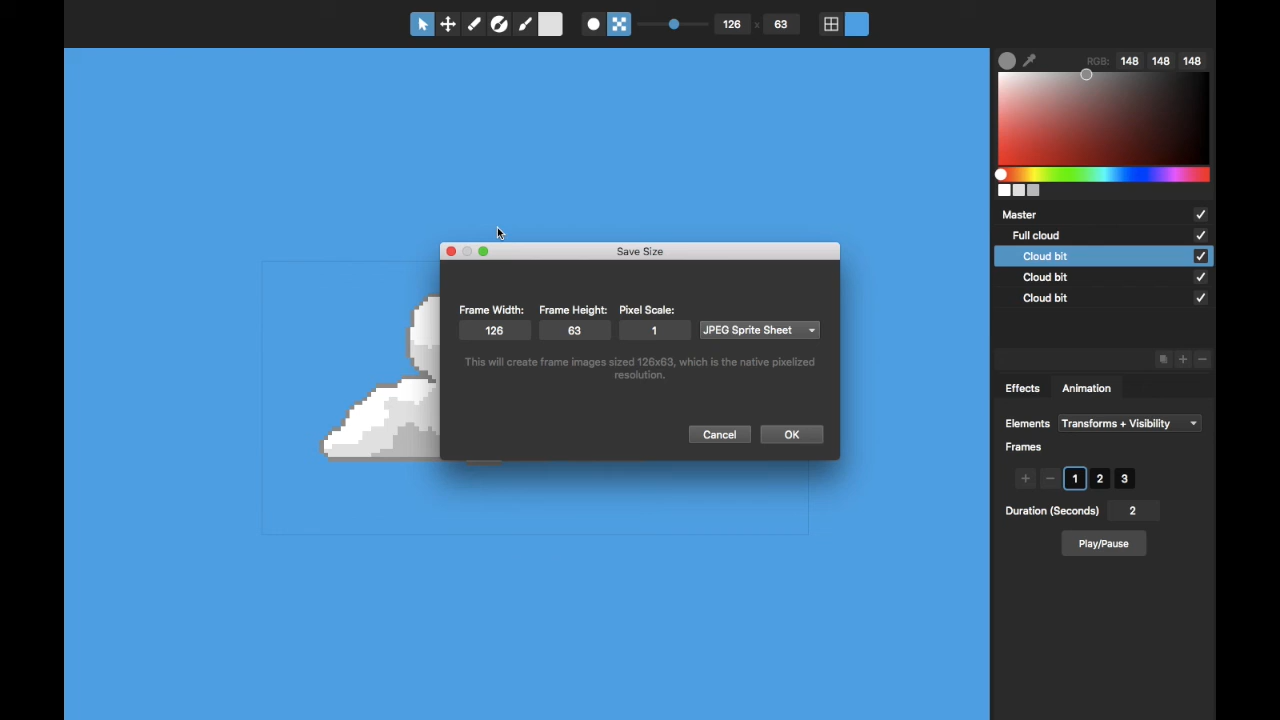 126 x 63
RGB: 148 148 148
Master
Full cloud
Cloud bit
Cloud bit
Cloud bit
Save Size
Frame Width: Frame Height: Pixel Scale:
126 63 1 JPEG Sprite Sheet
This will create frame images sized 126x63, which is the native pixelized
resolution.
Cancel OK
Effects Animation
Elements Transforms + Visibility
Frames
+ − 1 2 3
Duration (Seconds) 2
Play/Pause